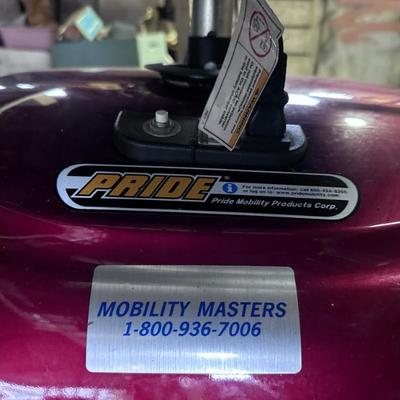 PRIDE ®
i For more information: call 800-424-8205
or log on to: www.pridemobility.com
Pride Mobility Products Corp.
MOBILITY MASTERS
1-800-936-7006